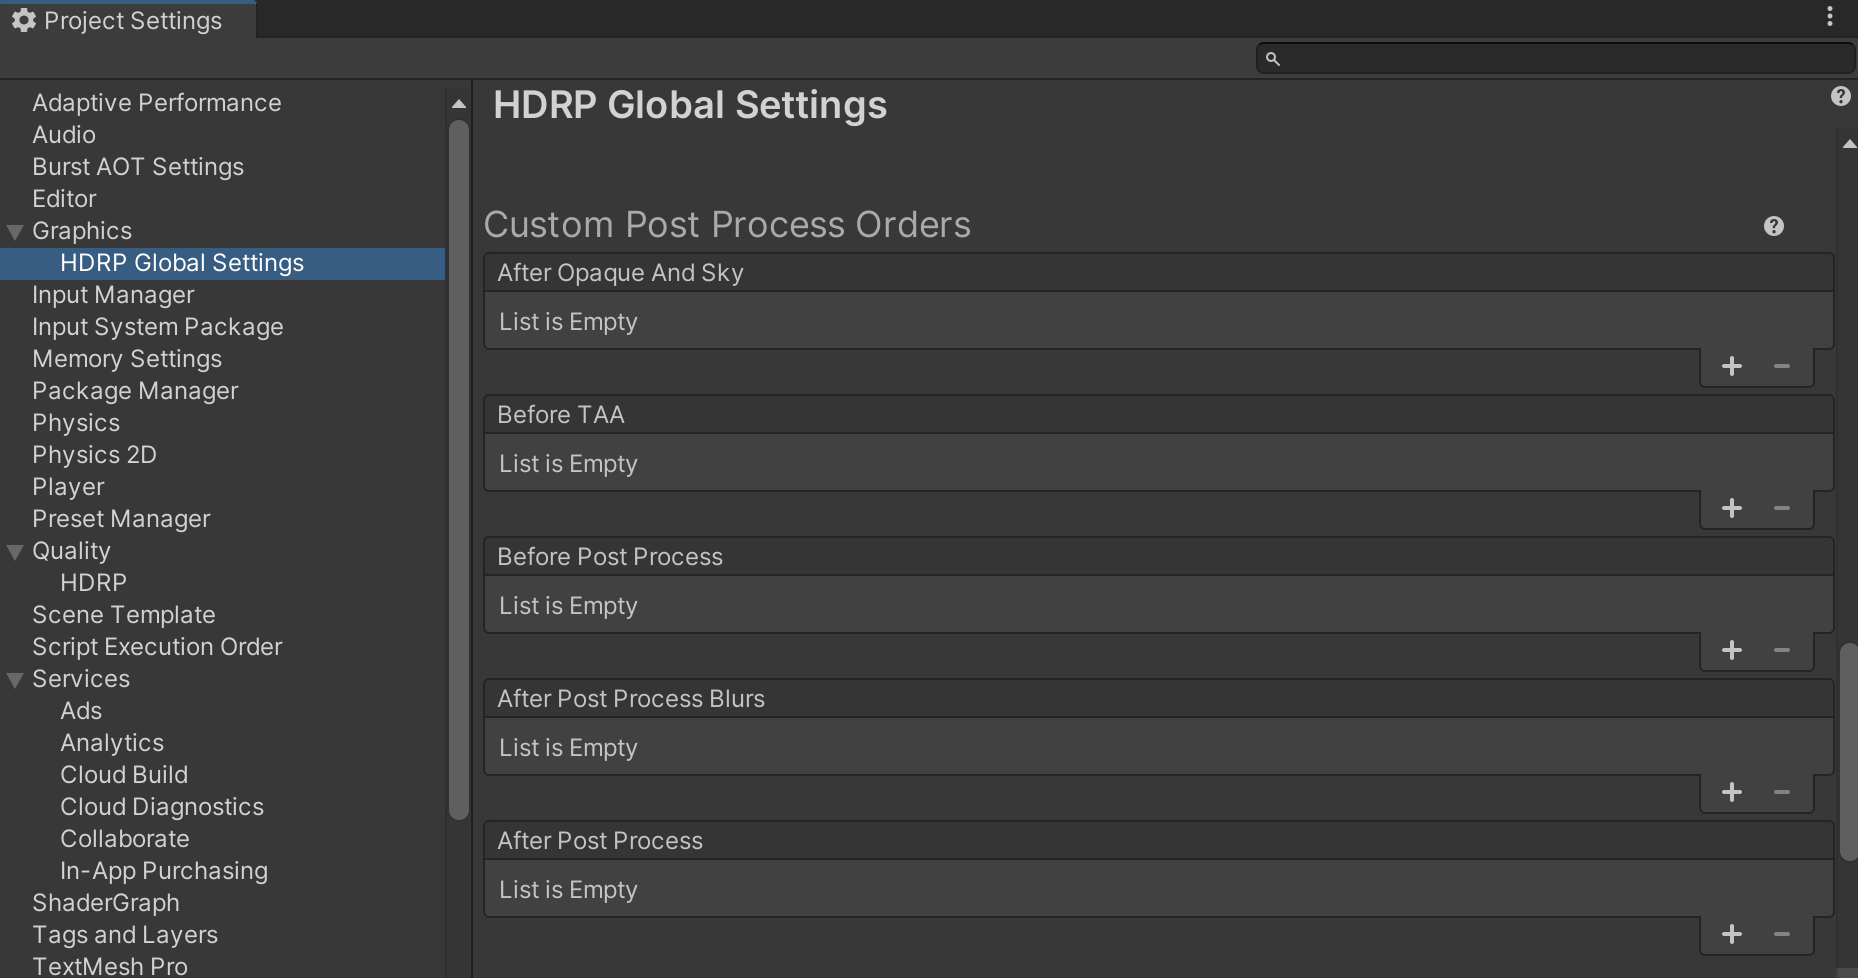 Project Settings
Adaptive Performance
Audio
Burst AOT Settings
Editor
Graphics
HDRP Global Settings
Input Manager
Input System Package
Memory Settings
Package Manager
Physics
Physics 2D
Player
Preset Manager
Quality
HDRP
Scene Template
Script Execution Order
Services
Ads
Analytics
Cloud Build
Cloud Diagnostics
Collaborate
In-App Purchasing
ShaderGraph
Tags and Layers
TextMesh Pro
HDRP Global Settings
Custom Post Process Orders
After Opaque And Sky
List is Empty
Before TAA
List is Empty
Before Post Process
List is Empty
After Post Process Blurs
List is Empty
After Post Process
List is Empty